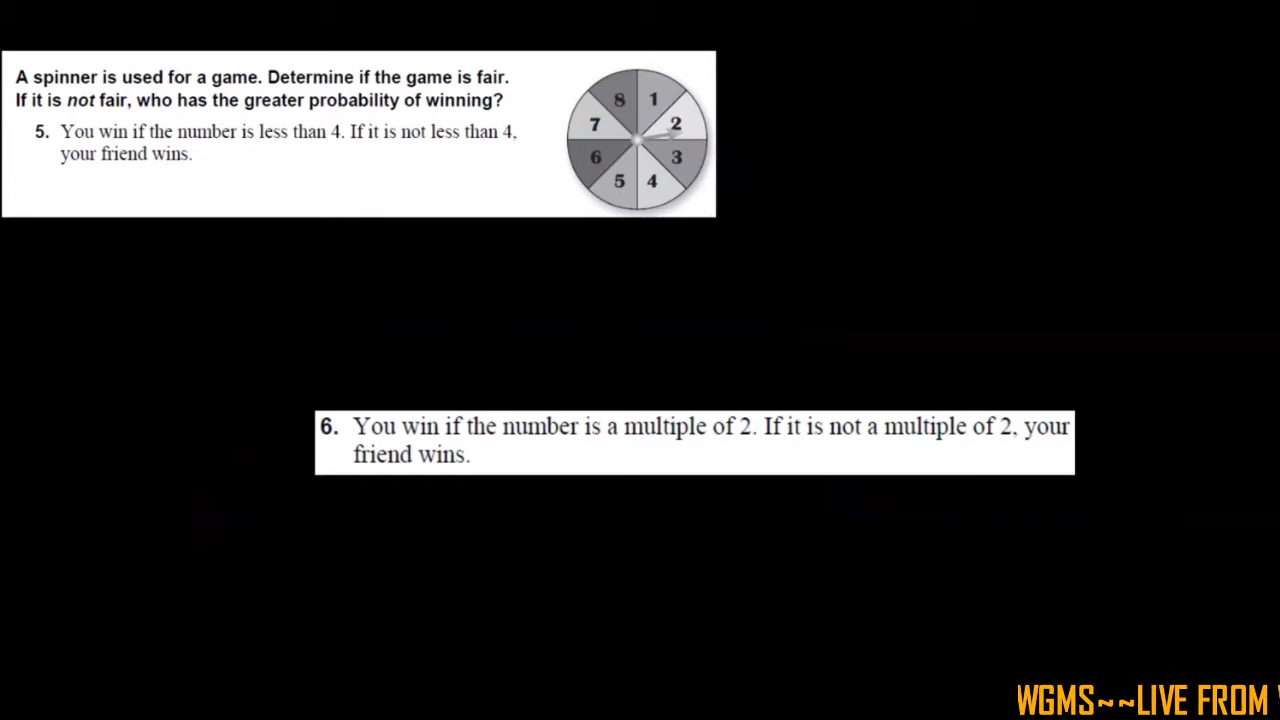 A spinner is used for a game. Determine if the game is fair.
If it is not fair, who has the greater probability of winning?
5. You win if the number is less than 4. If it is not less than 4,
your friend wins.
8 1
7 2
6 3
5 4
6. You win if the number is a multiple of 2. If it is not a multiple of 2, your
friend wins.
WGMS~~LIVE FROM